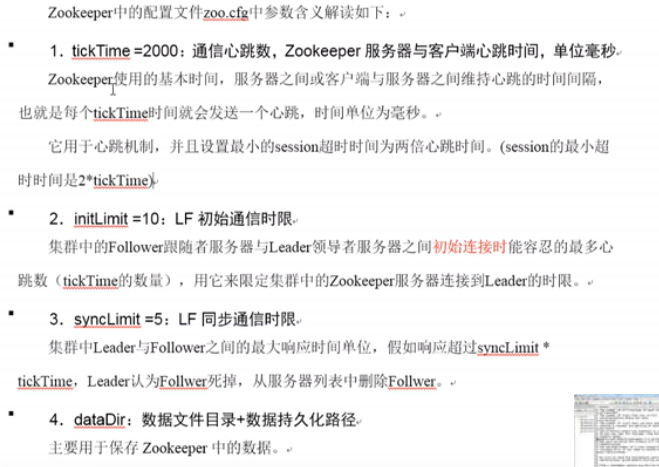 Zookeeper中的配置文件zoo.cfg中参数含义解读如下：
1. tickTime =2000：通信心跳数，Zookeeper 服务器与客户端心跳时间，单位毫秒
Zookeeper使用的基本时间，服务器之间或客户端与服务器之间维持心跳的时间间隔，
也就是每个tickTime时间就会发送一个心跳，时间单位为毫秒。
它用于心跳机制，并且设置最小的session超时时间为两倍心跳时间。(session的最小超
时时间是2*tickTime)
2. initLimit =10：LF 初始通信时限
集群中的Follower跟随者服务器与Leader领导者服务器之间初始连接时能容忍的最多心
跳数（tickTime的数量），用它来限定集群中的Zookeeper服务器连接到Leader的时限。
3. syncLimit =5：LF 同步通信时限
集群中Leader与Follower之间的最大响应时间单位，假如响应超过syncLimit *
tickTime，Leader认为Follwer死掉，从服务器列表中删除Follwer。
4. dataDir：数据文件目录+数据持久化路径
主要用于保存 Zookeeper 中的数据。